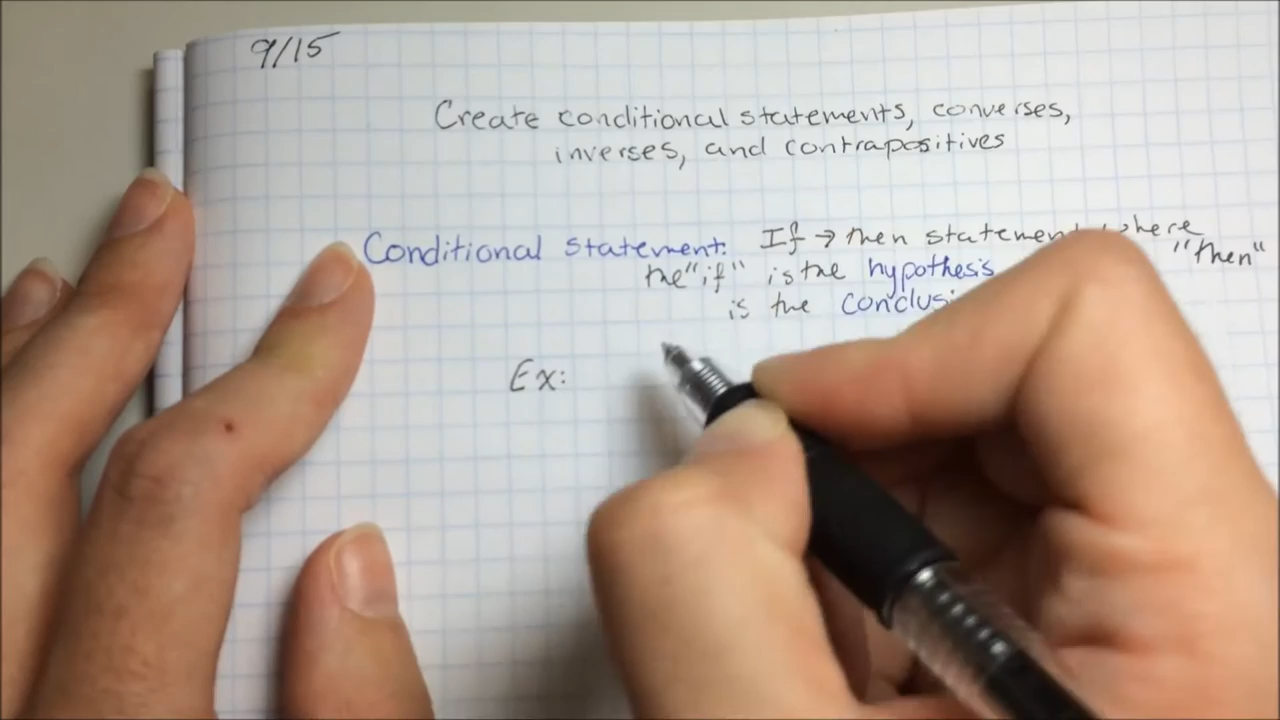 9/15
Create conditional statements, converses,
inverses, and contrapositives
Conditional statement: If → then statement where
the "if" is the hypothesis "then"
is the
Ex: